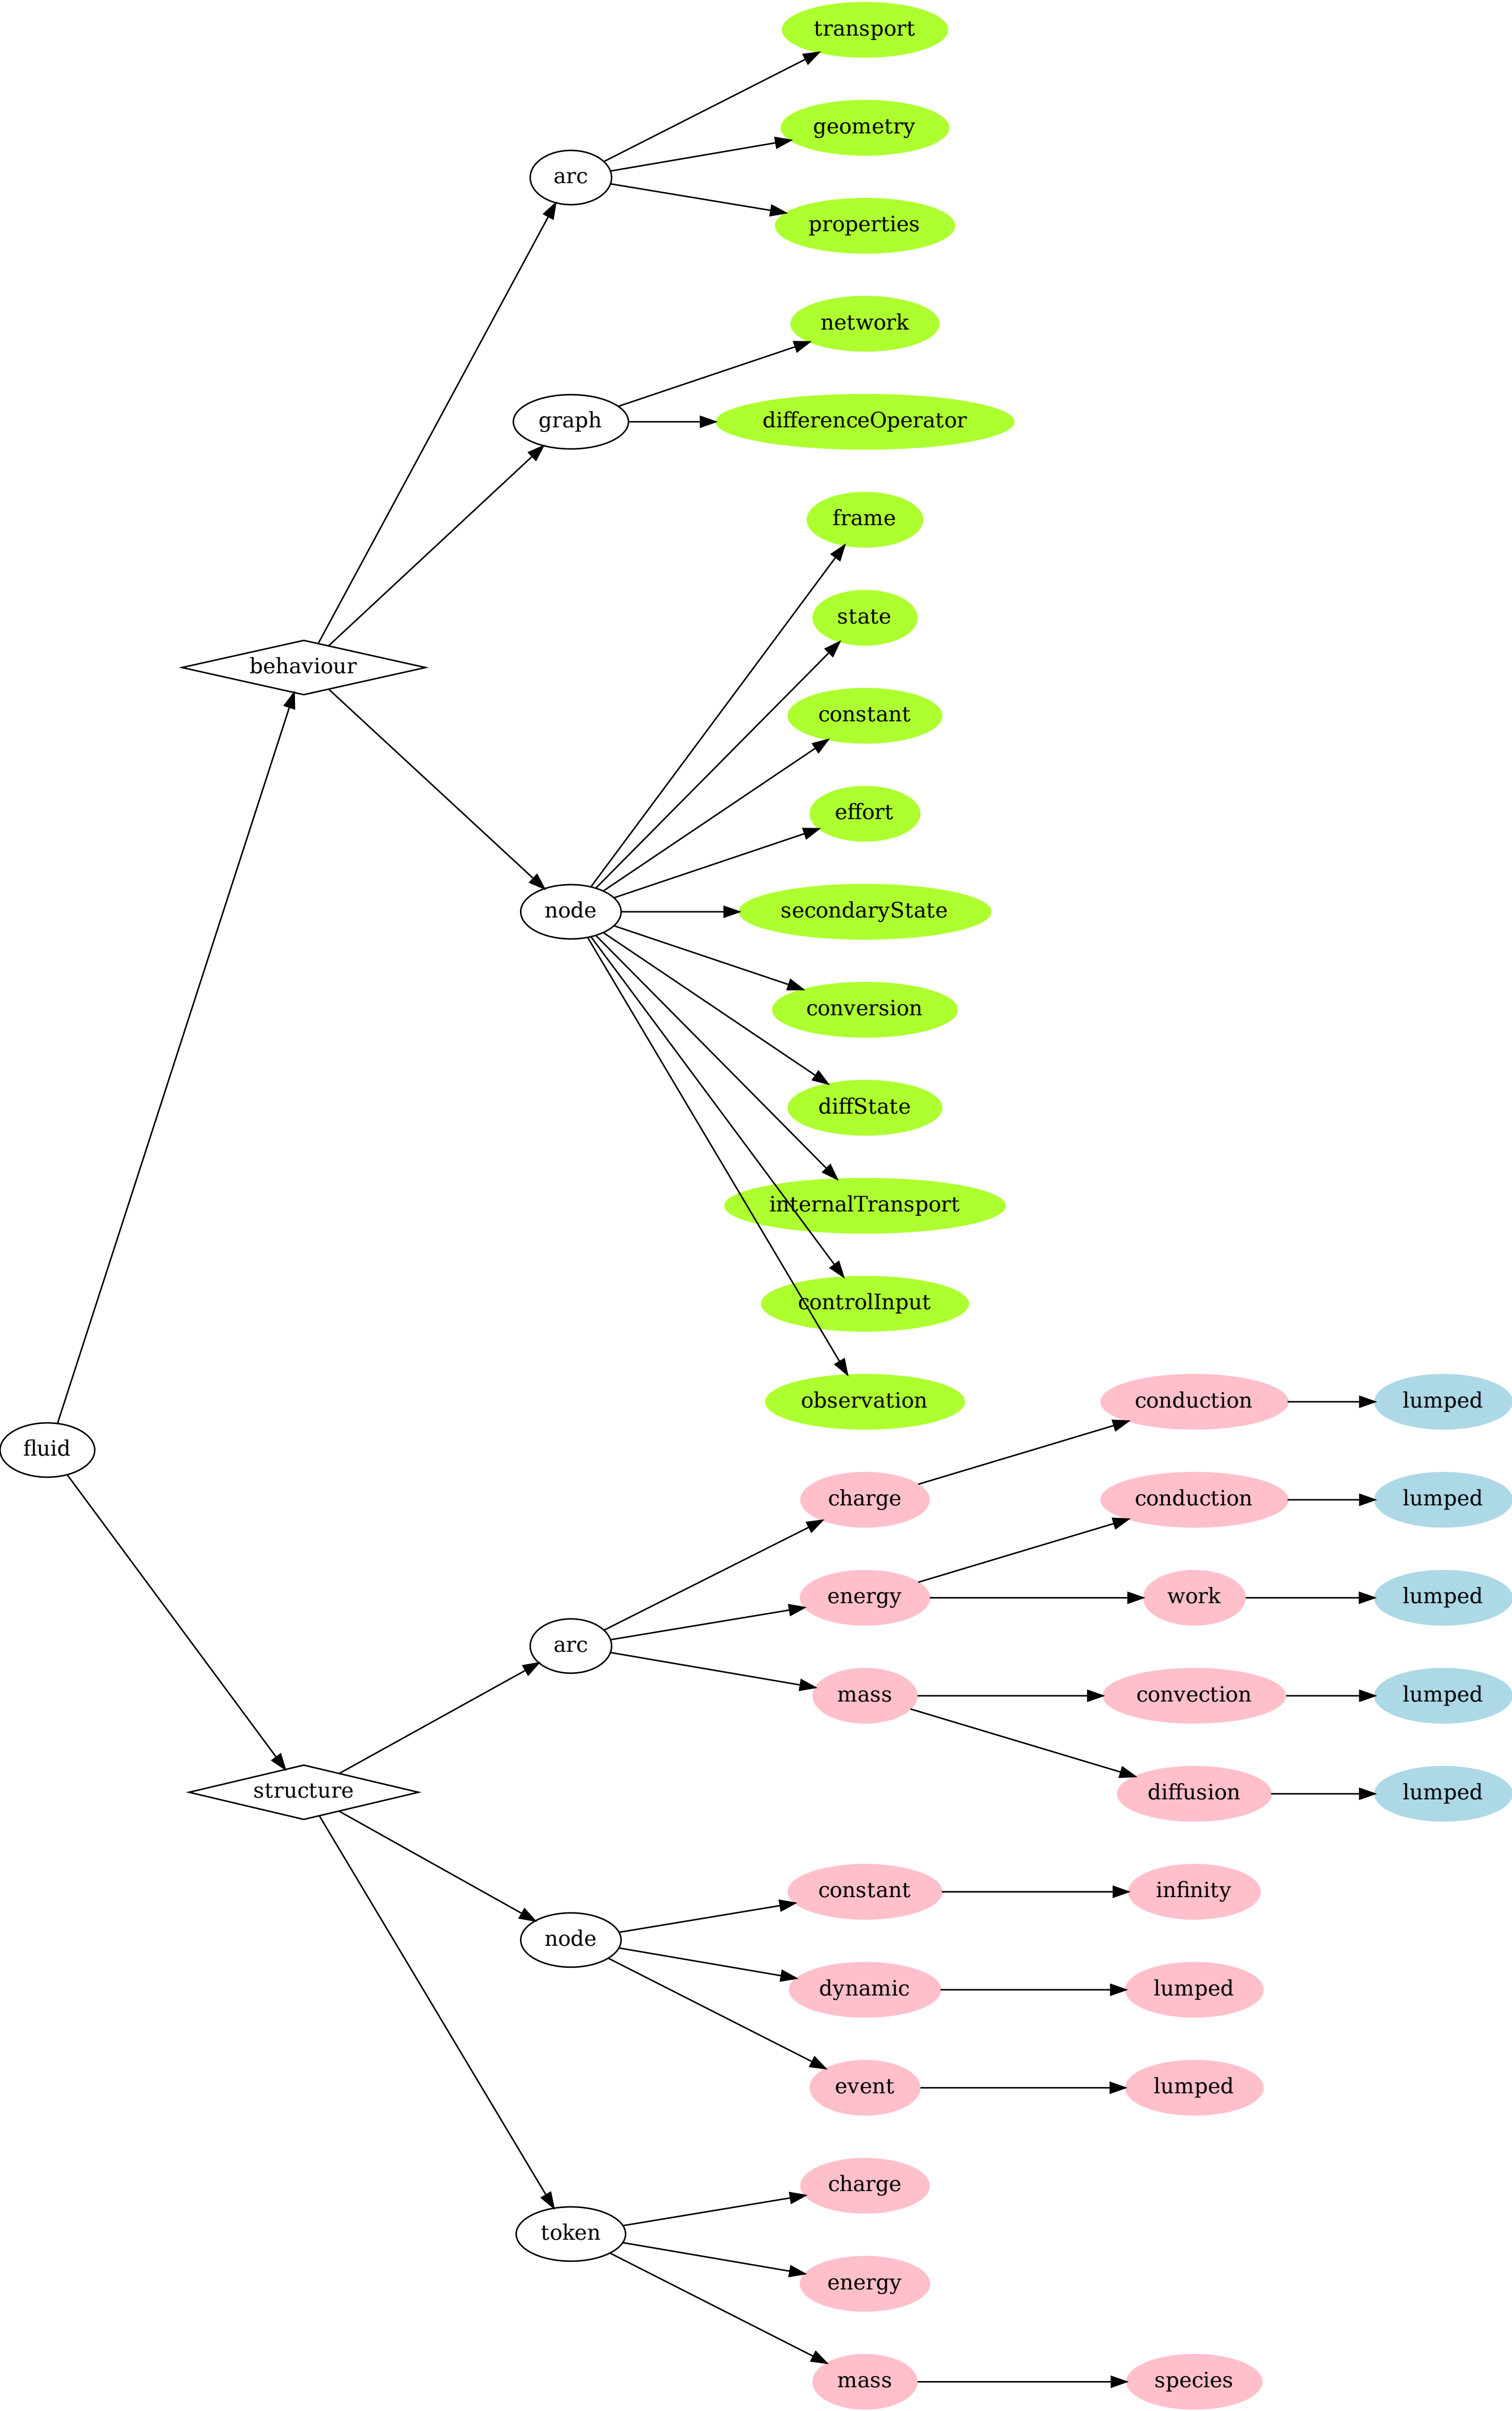 transport
geometry
arc
properties
network
graph
differenceOperator
frame
state
behaviour
constant
effort
node
secondaryState
conversion
diffState
internalTransport
controlInput
observation
conduction
lumped
fluid
charge
conduction
lumped
energy
work
lumped
arc
mass
convection
lumped
structure
diffusion
lumped
constant
infinity
node
dynamic
lumped
event
lumped
charge
token
energy
mass
species